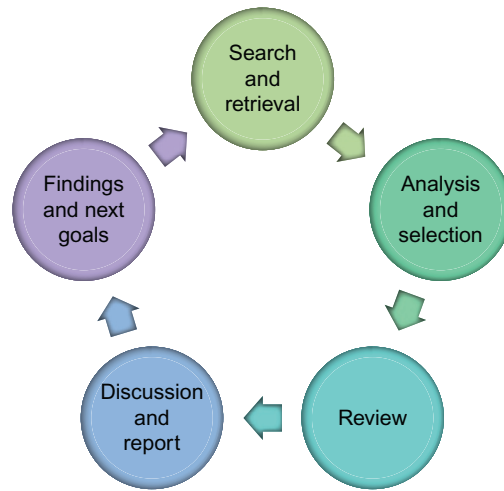 Search
and
retrieval
Analysis
and
selection
Review
Discussion
and
report
Findings
and next
goals